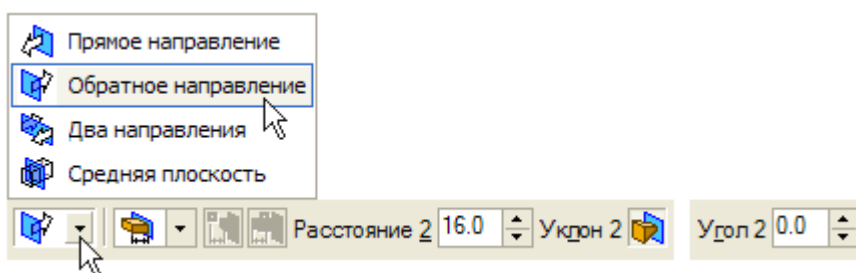 Прямое направление
Обратное направление
Два направления
Средняя плоскость
Расстояние 2 16.0 Уклон 2 Угол 2 0.0